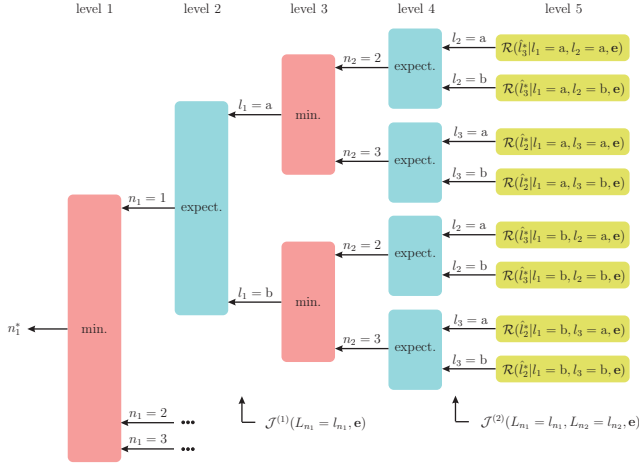 level 1 level 2 level 3 level 4 level 5
l₂ = a
n₂ = 2
ℛ(l̂₃*|l₁ = a, l₂ = a, e)
expect.
l₂ = b
ℛ(l̂₃*|l₁ = a, l₂ = b, e)
l₁ = a
min.
l₃ = a
ℛ(l̂₂*|l₁ = a, l₃ = a, e)
n₂ = 3
expect.
l₃ = b
ℛ(l̂₂*|l₁ = a, l₃ = b, e)
n₁ = 1
expect.
l₂ = a
ℛ(l̂₃*|l₁ = b, l₂ = a, e)
n₂ = 2
expect.
l₂ = b
ℛ(l̂₃*|l₁ = b, l₂ = b, e)
l₁ = b
min.
l₃ = a
ℛ(l̂₂*|l₁ = b, l₃ = a, e)
n₁*
min.
n₂ = 3
expect.
l₃ = b
ℛ(l̂₂*|l₁ = b, l₃ = b, e)
n₁ = 2 •••
𝒥⁽¹⁾(Lₙ₁ = lₙ₁, e)
𝒥⁽²⁾(Lₙ₁ = lₙ₁, Lₙ₂ = lₙ₂, e)
n₁ = 3 •••